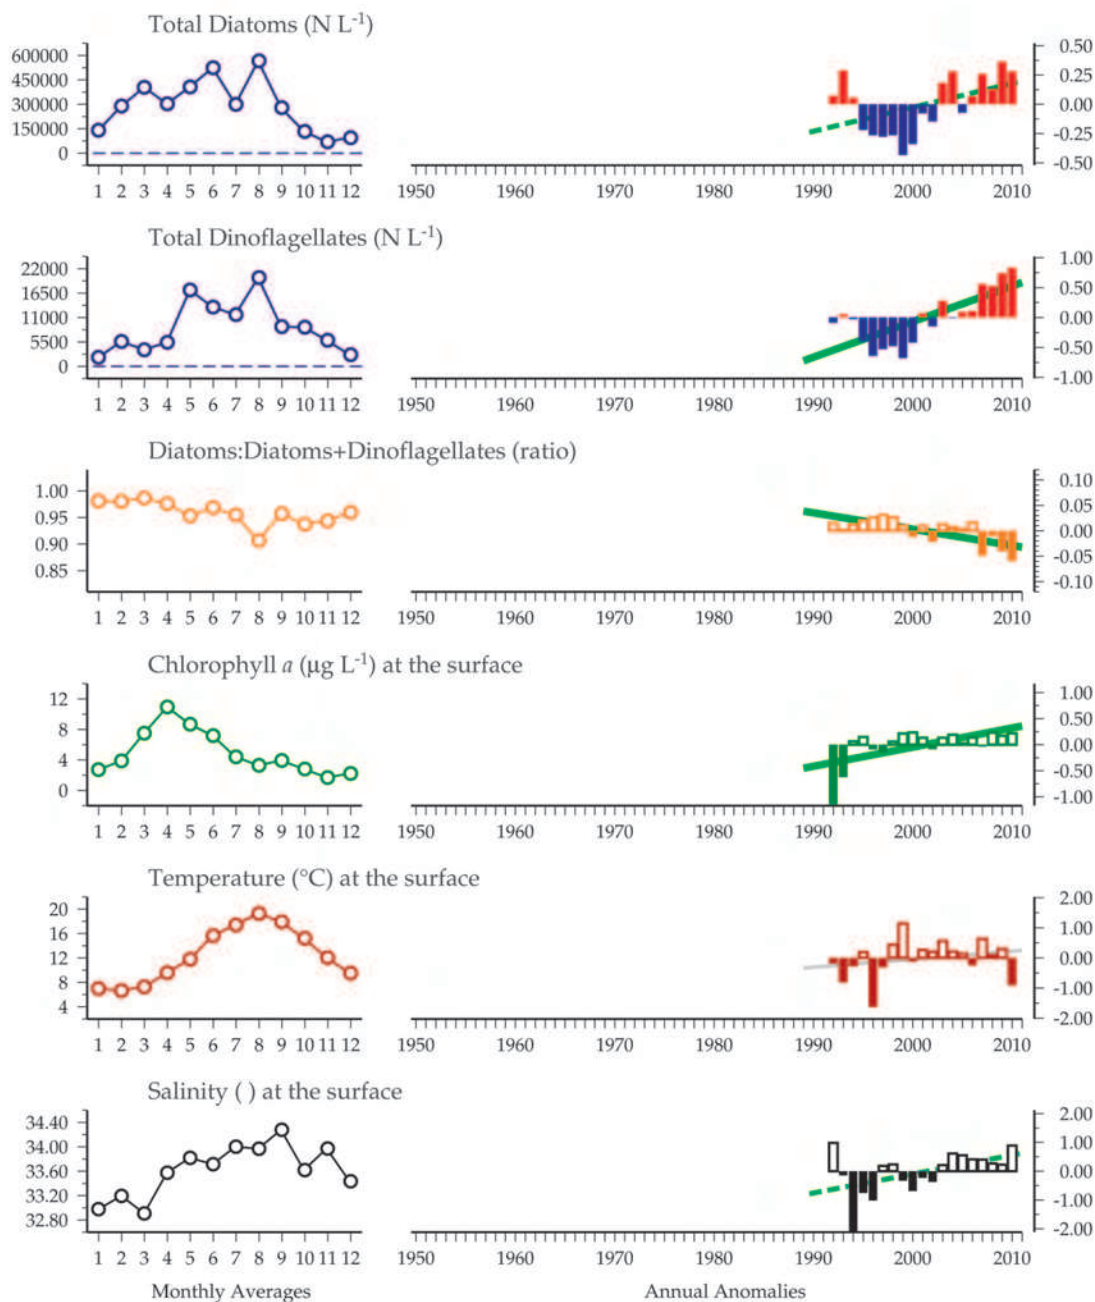 Total Diatoms (N L⁻¹)
600000
450000
300000
150000
0
1 2 3 4 5 6 7 8 9 10 11 12
1950 1960 1970 1980 1990 2000 2010
0.50
0.25
0.00
-0.25
-0.50
Total Dinoflagellates (N L⁻¹)
22000
16500
11000
5500
0
1 2 3 4 5 6 7 8 9 10 11 12
1950 1960 1970 1980 1990 2000 2010
1.00
0.50
0.00
-0.50
-1.00
Diatoms:Diatoms+Dinoflagellates (ratio)
1.00
0.95
0.90
0.85
1 2 3 4 5 6 7 8 9 10 11 12
1950 1960 1970 1980 1990 2000 2010
0.10
0.05
0.00
-0.05
-0.10
Chlorophyll a (µg L⁻¹) at the surface
12
8
4
0
1 2 3 4 5 6 7 8 9 10 11 12
1950 1960 1970 1980 1990 2000 2010
1.00
0.50
0.00
-0.50
-1.00
Temperature (°C) at the surface
20
16
12
8
4
1 2 3 4 5 6 7 8 9 10 11 12
1950 1960 1970 1980 1990 2000 2010
2.00
1.00
0.00
-1.00
-2.00
Salinity ( ) at the surface
34.40
34.00
33.60
33.20
32.80
1 2 3 4 5 6 7 8 9 10 11 12
1950 1960 1970 1980 1990 2000 2010
2.00
1.00
0.00
-1.00
-2.00
Monthly Averages
Annual Anomalies